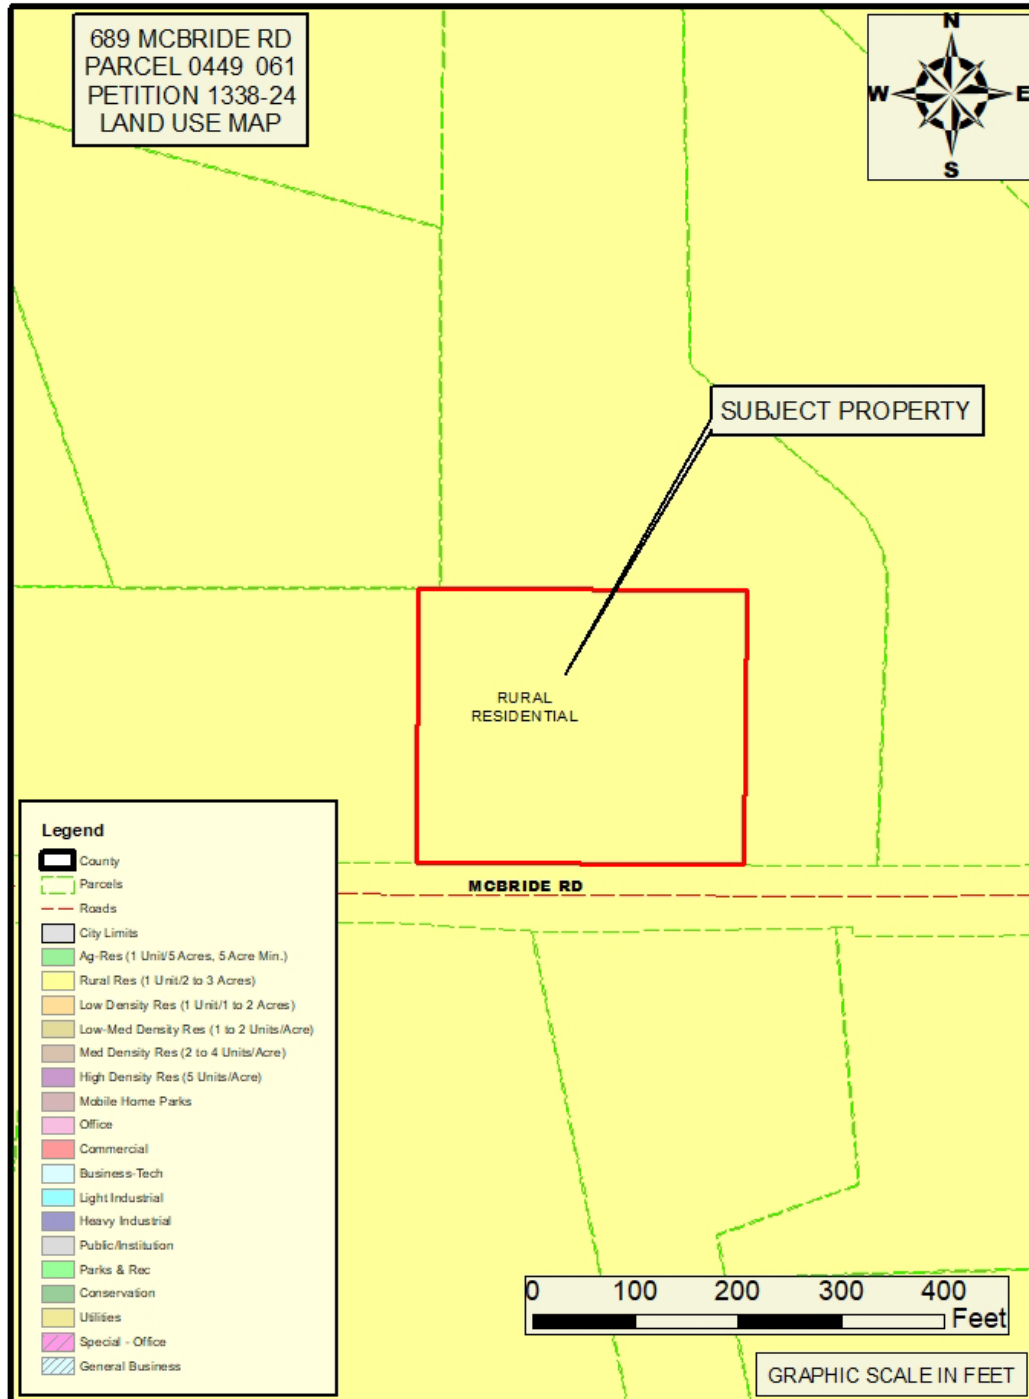 689 MCBRIDE RD
PARCEL 0449 061
PETITION 1338-24
LAND USE MAP
N
W E
S
SUBJECT PROPERTY
RURAL
RESIDENTIAL
MCBRIDE RD
Legend
County
Parcels
Roads
City Limits
Ag-Res (1 Unit/5 Acres, 5 Acre Min.)
Rural Res (1 Unit/2 to 3 Acres)
Low Density Res (1 Unit/1 to 2 Acres)
Low-Med Density Res (1 to 2 Units/Acre)
Med Density Res (2 to 4 Units/Acre)
High Density Res (5 Units/Acre)
Mobile Home Parks
Office
Commercial
Business-Tech
Light Industrial
Heavy Industrial
Public/Institution
Parks & Rec
Conservation
Utilities
Special - Office
General Business
0 100 200 300 400
Feet
GRAPHIC SCALE IN FEET